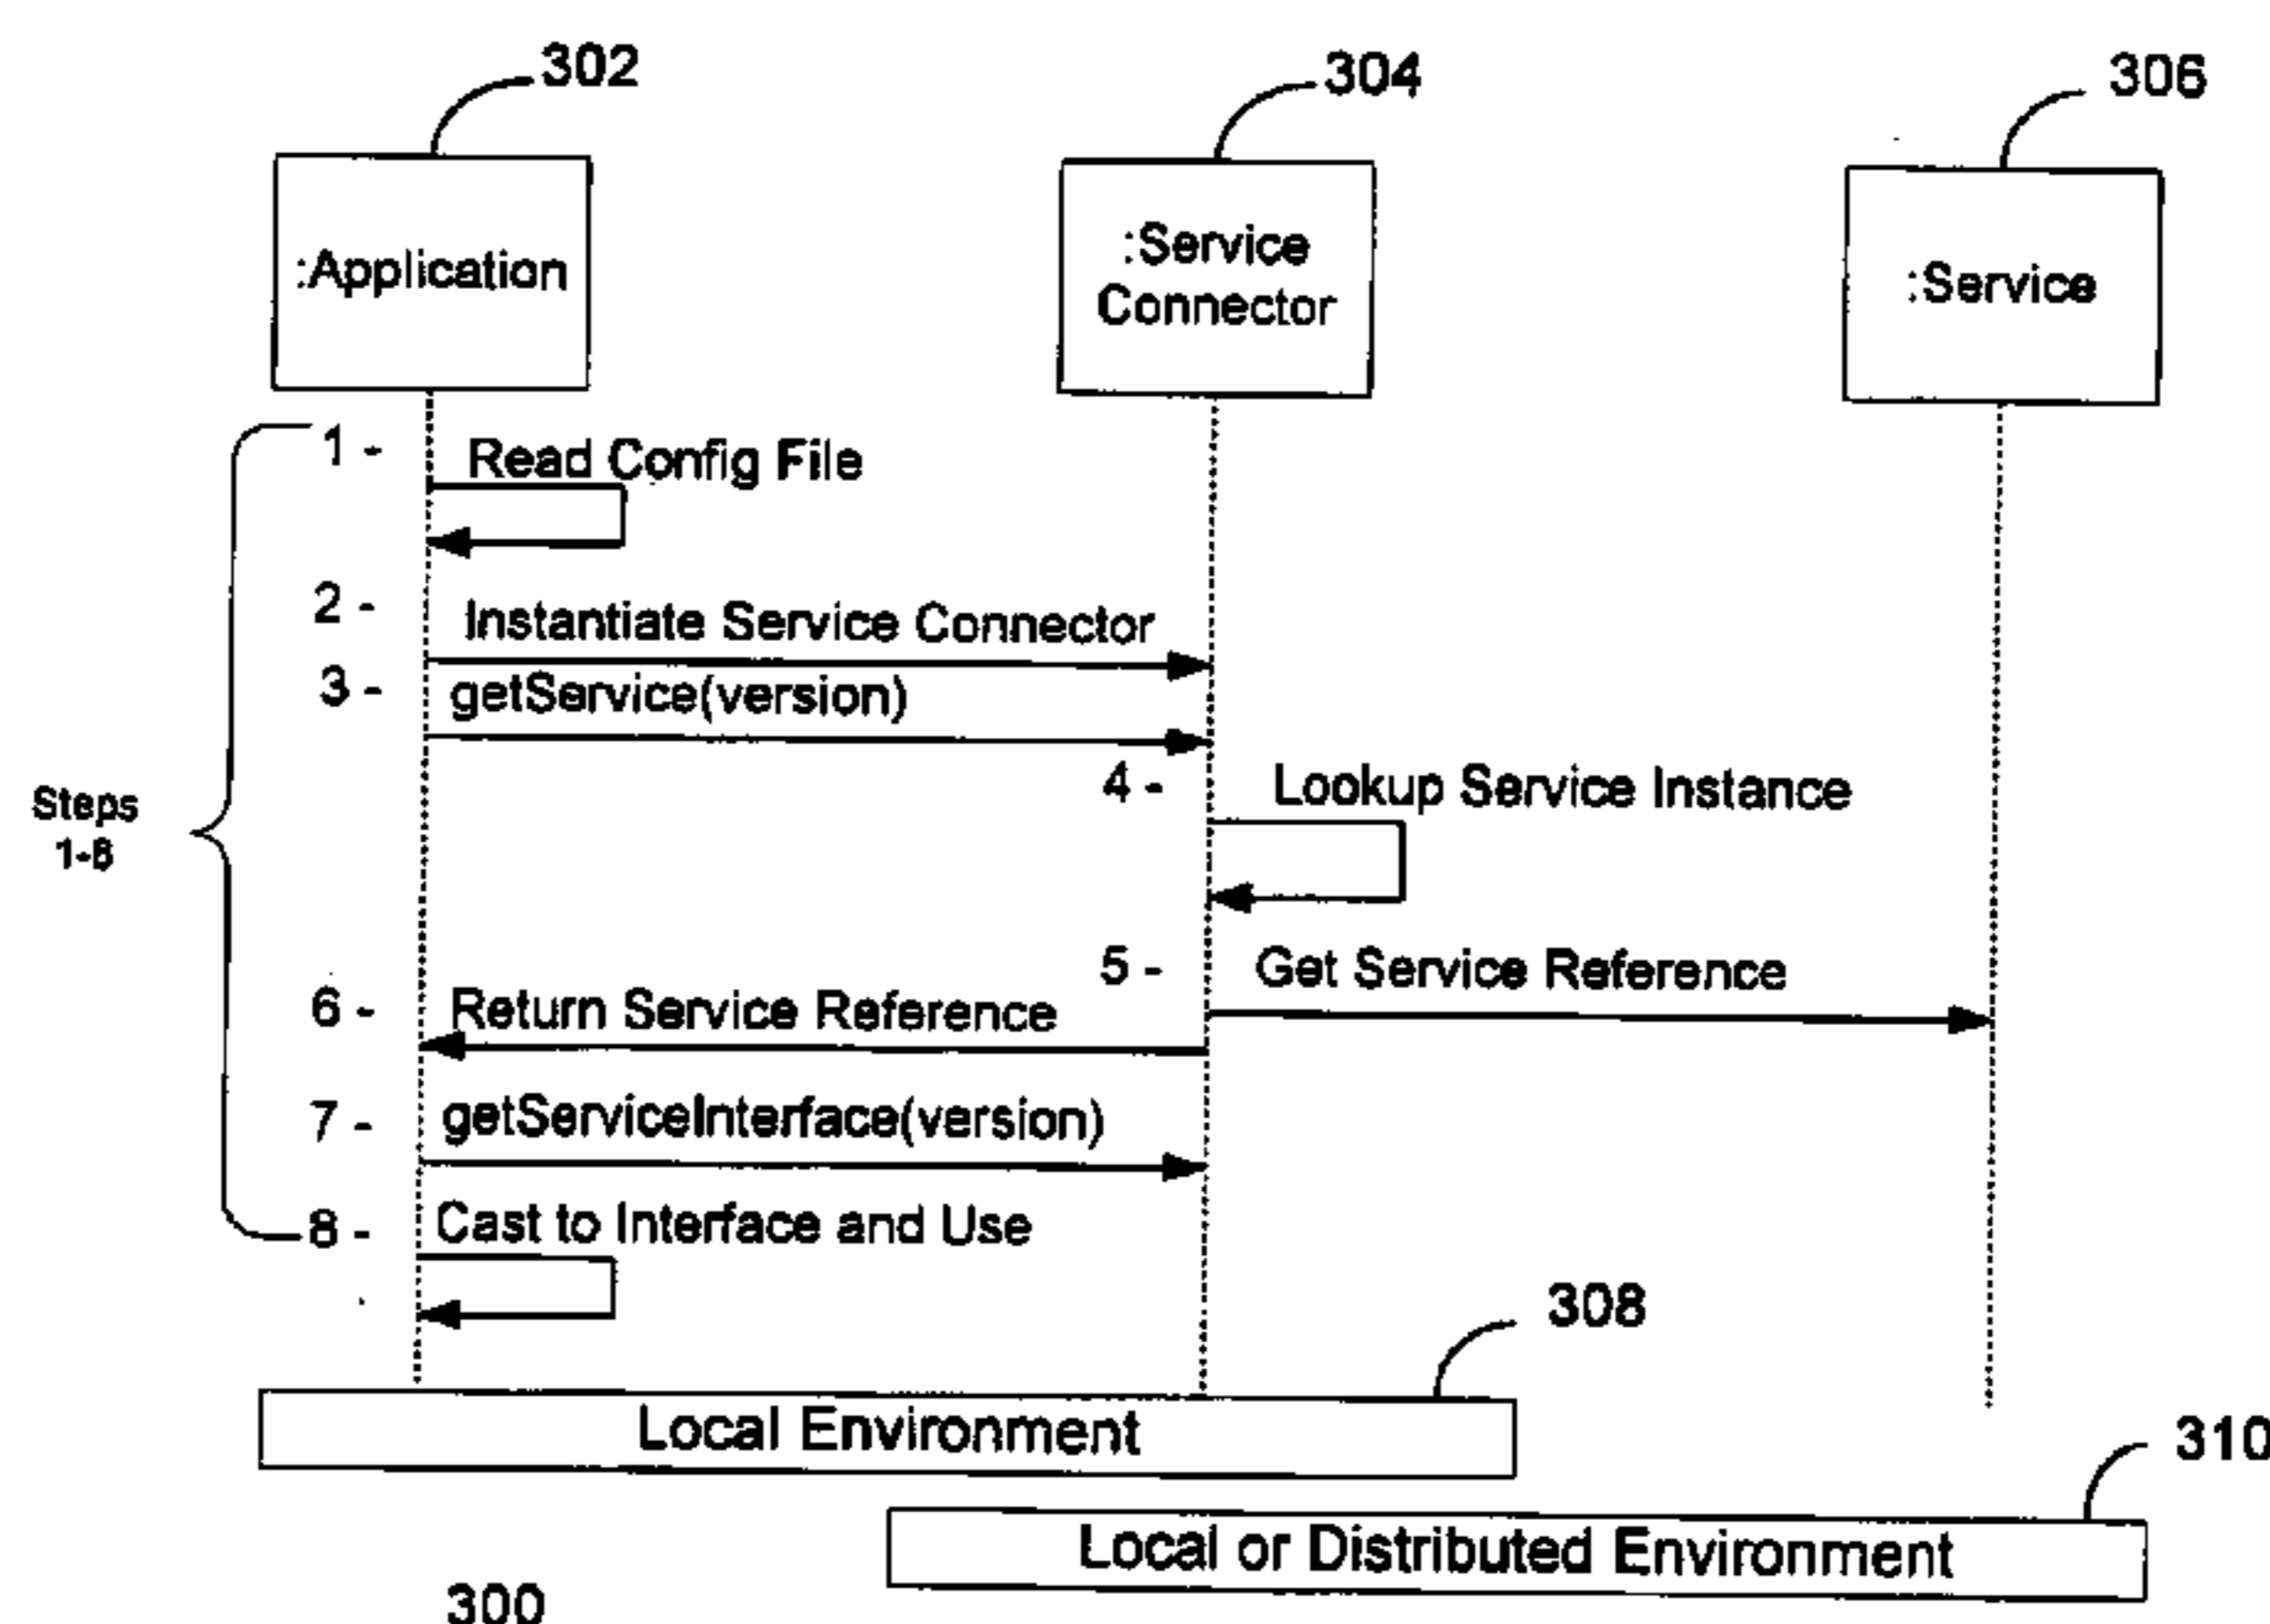 302
304
306
:Application
:Service
Connector
:Service
1 -
Read Config File
2 -
Instantiate Service Connector
3 -
getService(version)
4 -
Lookup Service Instance
Steps
1-8
5 -
Get Service Reference
6 -
Return Service Reference
7 -
getServiceInterface(version)
8 -
Cast to Interface and Use
308
Local Environment
310
Local or Distributed Environment
300